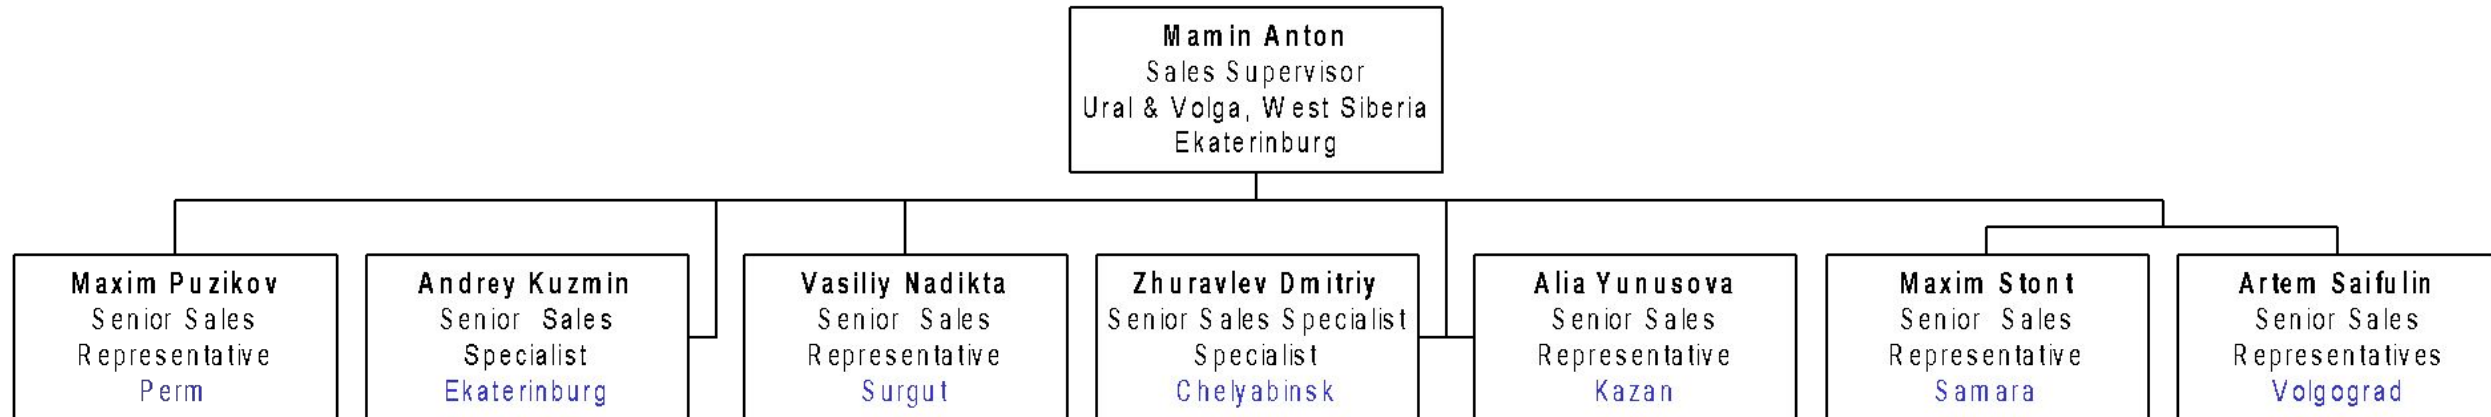 Mamin Anton
Sales Supervisor
Ural & Volga, West Siberia
Ekaterinburg
Maxim Puzikov
Senior Sales
Representative
Perm
Andrey Kuzmin
Senior Sales
Specialist
Ekaterinburg
Vasiliy Nadikta
Senior Sales
Representative
Surgut
Zhuravlev Dmitriy
Senior Sales Specialist
Specialist
Chelyabinsk
Alia Yunusova
Senior Sales
Representative
Kazan
Maxim Stont
Senior Sales
Representative
Samara
Artem Saifulin
Senior Sales
Representatives
Volgograd